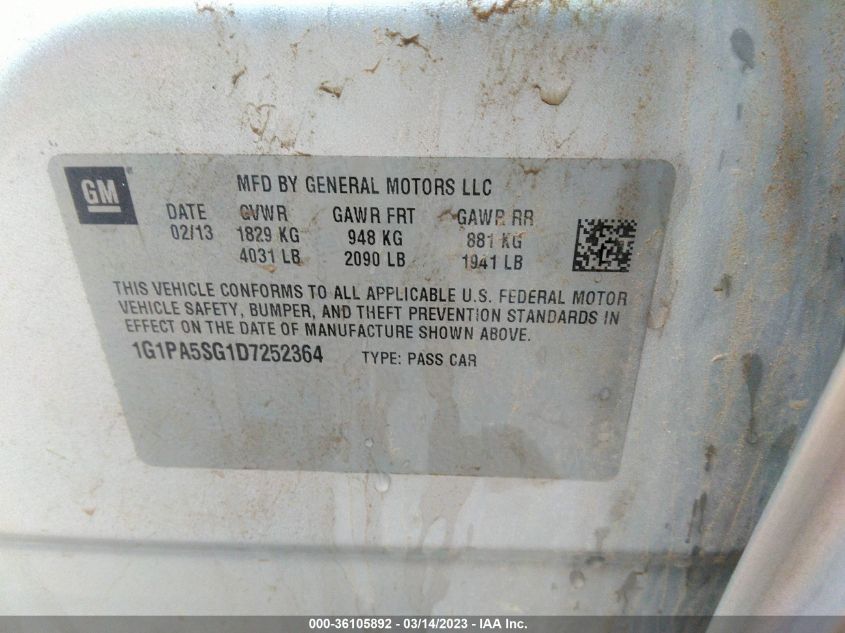 GM
MFD BY GENERAL MOTORS LLC
DATE GVWR GAWR FRT GAWR RR
02/13 1829 KG 948 KG 881 KG
4031 LB 2090 LB 1941 LB
THIS VEHICLE CONFORMS TO ALL APPLICABLE U.S. FEDERAL MOTOR
VEHICLE SAFETY, BUMPER, AND THEFT PREVENTION STANDARDS IN
EFFECT ON THE DATE OF MANUFACTURE SHOWN ABOVE.
1G1PA5SG1D7252364 TYPE: PASS CAR
000-36105892 - 03/14/2023 - IAA Inc.